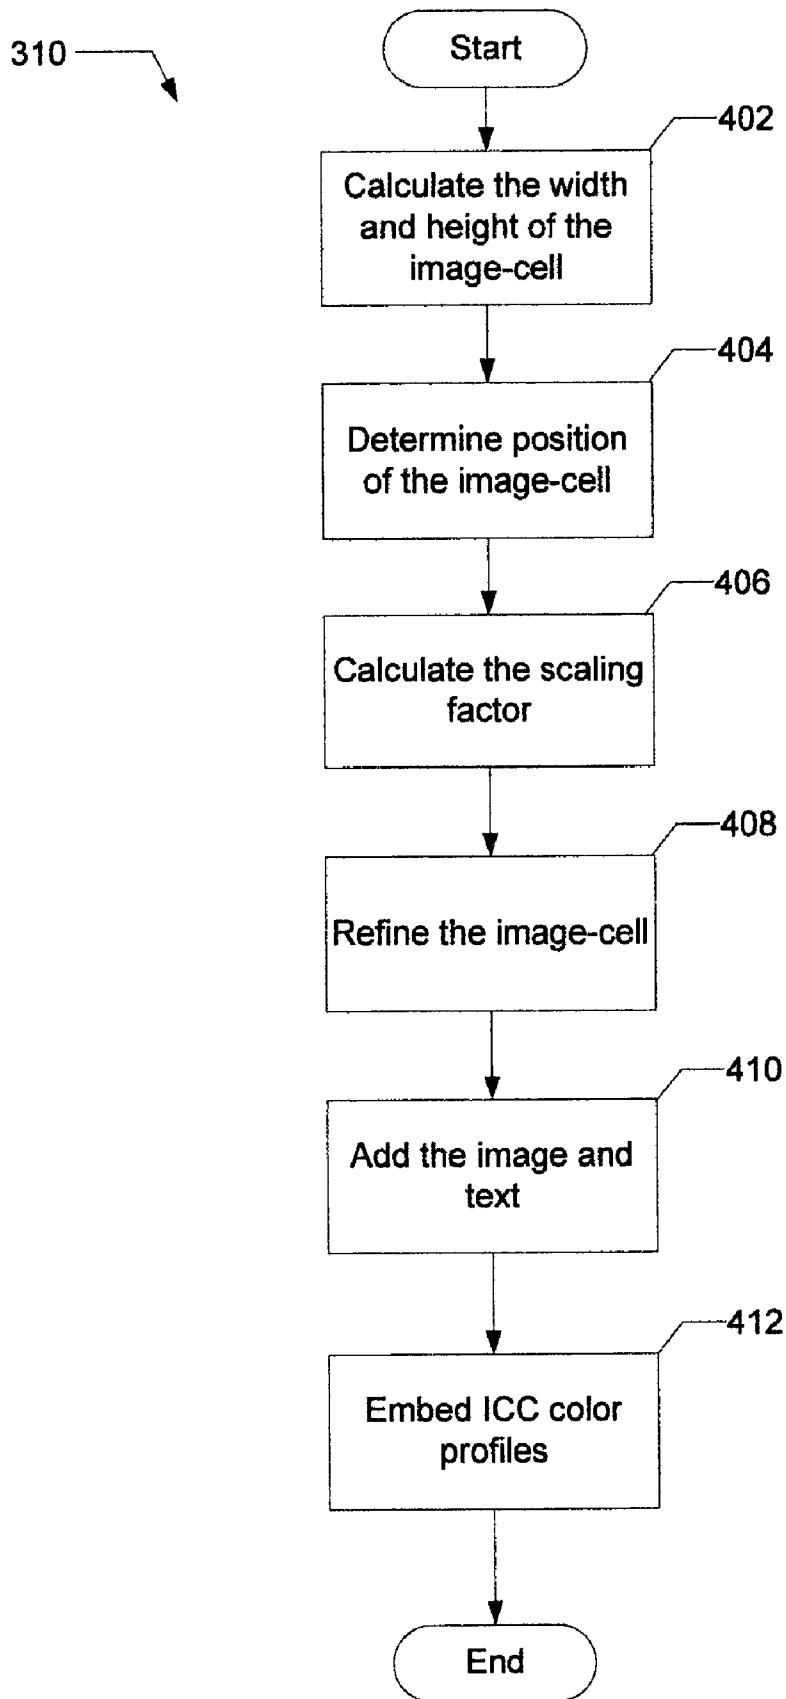 310
Start
402
Calculate the width
and height of the
image-cell
404
Determine position
of the image-cell
406
Calculate the scaling
factor
408
Refine the image-cell
410
Add the image and
text
412
Embed ICC color
profiles
End